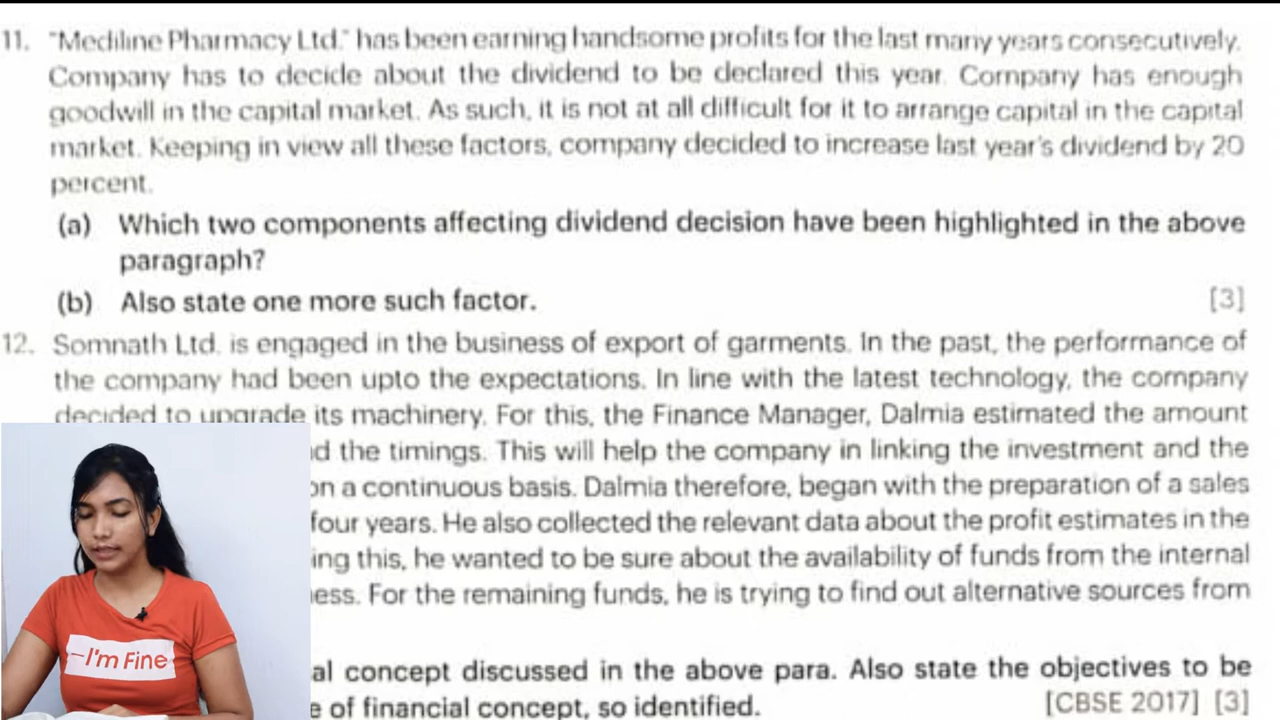 11. "Mediline Pharmacy Ltd." has been earning handsome profits for the last many years consecutively.
Company has to decide about the dividend to be declared this year. Company has enough
goodwill in the capital market. As such, it is not at all difficult for it to arrange capital in the capital
market. Keeping in view all these factors, company decided to increase last year's dividend by 20
percent.
(a) Which two components affecting dividend decision have been highlighted in the above
paragraph?
(b) Also state one more such factor. [3]
12. Somnath Ltd. is engaged in the business of export of garments. In the past, the performance of
the company had been upto the expectations. In line with the latest technology, the company
decided to upgrade its machinery. For this, the Finance Manager, Dalmia estimated the amount
the timings. This will help the company in linking the investment and the
on a continuous basis. Dalmia therefore, began with the preparation of a sales
four years. He also collected the relevant data about the profit estimates in the
this, he wanted to be sure about the availability of funds from the internal
For the remaining funds, he is trying to find out alternative sources from
concept discussed in the above para. Also state the objectives to be
of financial concept, so identified. [CBSE 2017] [3]
—I'm Fine